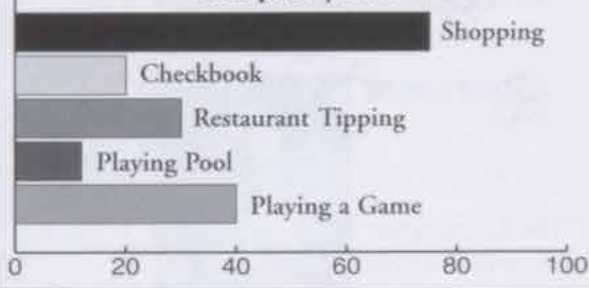 Shopping
Checkbook
Restaurant Tipping
Playing Pool
Playing a Game
0 20 40 60 80 100